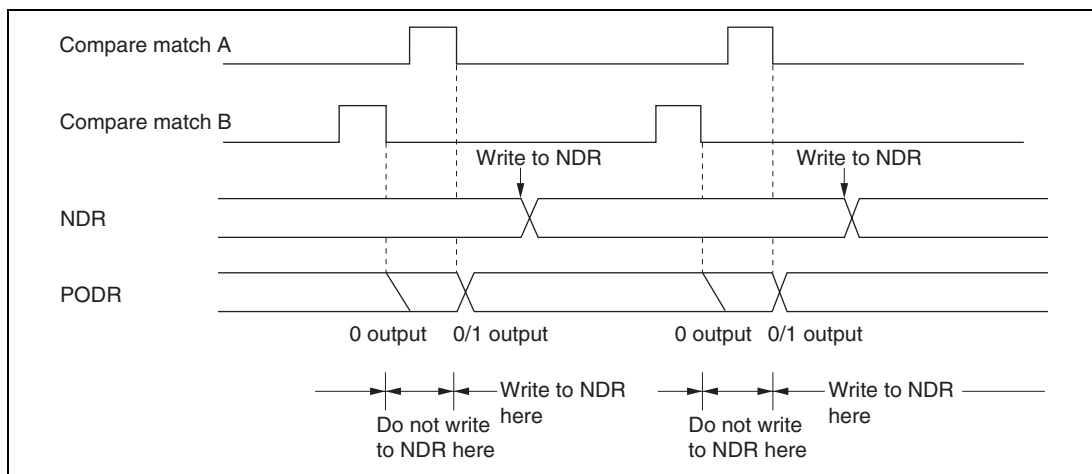 Compare match A
Compare match B
Write to NDR
Write to NDR
NDR
PODR
0 output
0/1 output
0 output
0/1 output
Write to NDR
here
Do not write
to NDR here
Write to NDR
here
Do not write
to NDR here